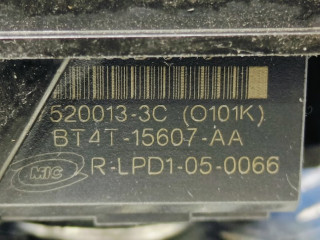 520013-3C (O101K)
BT4T-15607-AA
MIC R-LPD1-05-0066